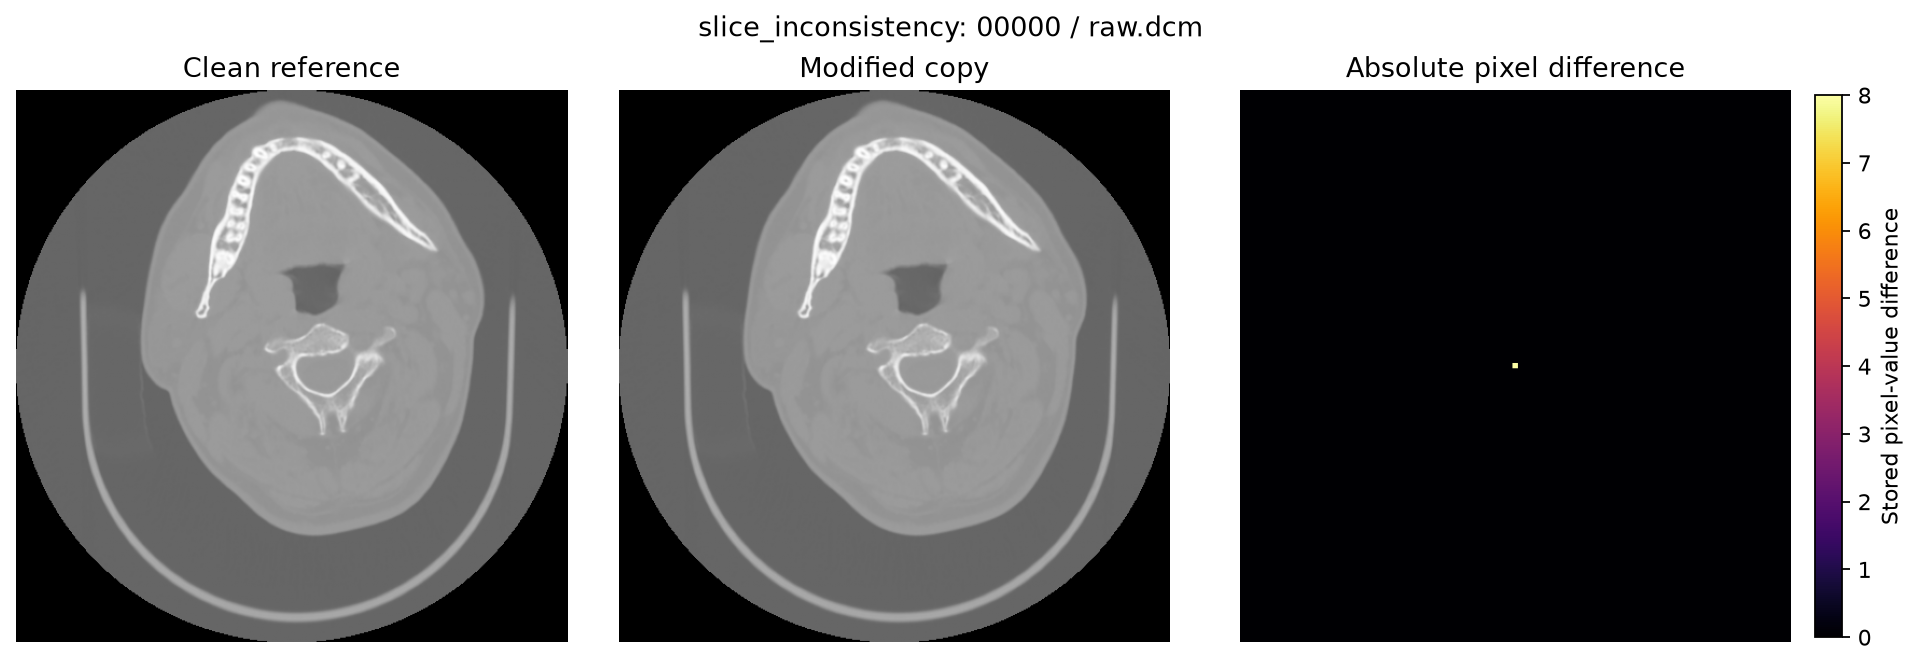 slice_inconsistency: 00000 / raw.dcm
Clean reference
Modified copy
Absolute pixel difference
8
7
6
5
4
3
2
1
0
Stored pixel-value difference